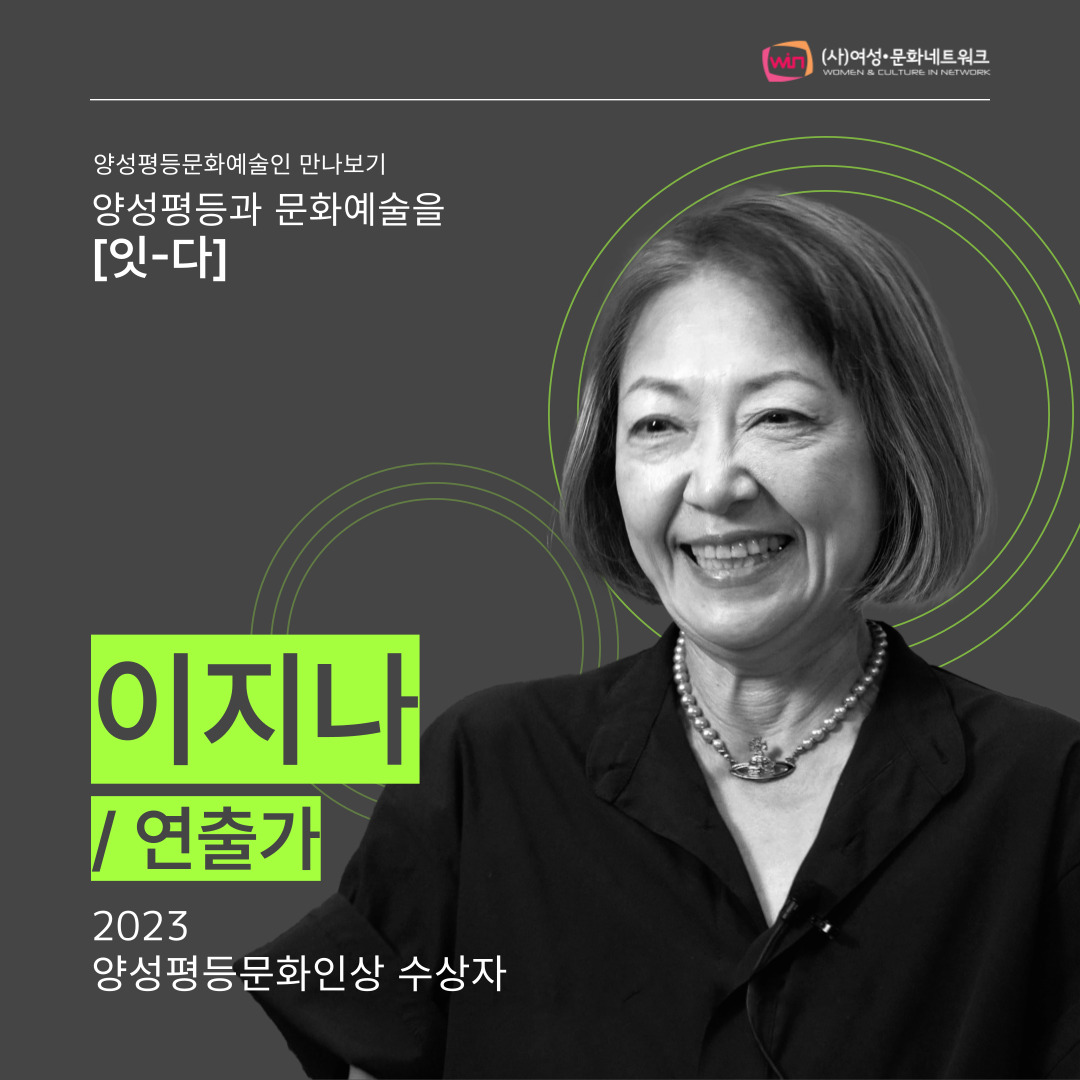 win (사)여성•문화네트워크
WOMEN & CULTURE IN NETWORK
양성평등문화예술인 만나보기
양성평등과 문화예술을
[잇-다]
이지나
/ 연출가
2023
양성평등문화인상 수상자